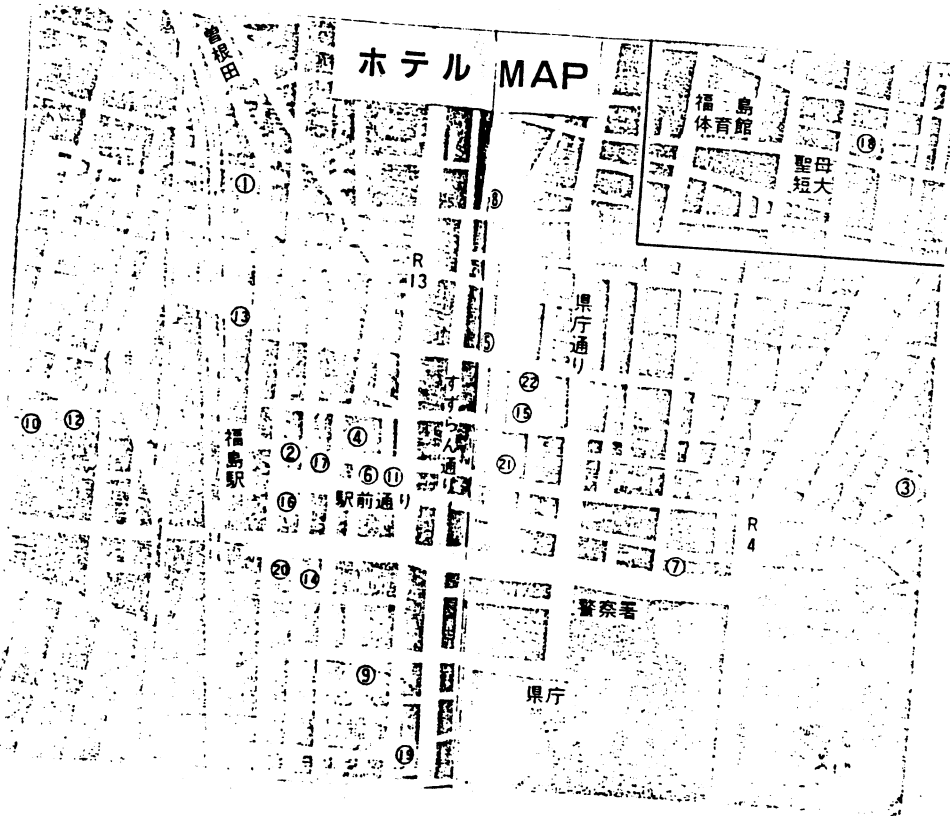 ホテル MAP
曽根田
福島
体育館
⑱
聖母
短大
①
⑧
R
13
県庁通り
⑬
⑤
すずらん通り
㉒
⑮
⑩
⑫
福島駅
②
⑰
④
⑥
⑪
㉑
③
⑯
駅前通り
R
4
⑳
⑭
⑦
警察署
⑨
県庁
⑲